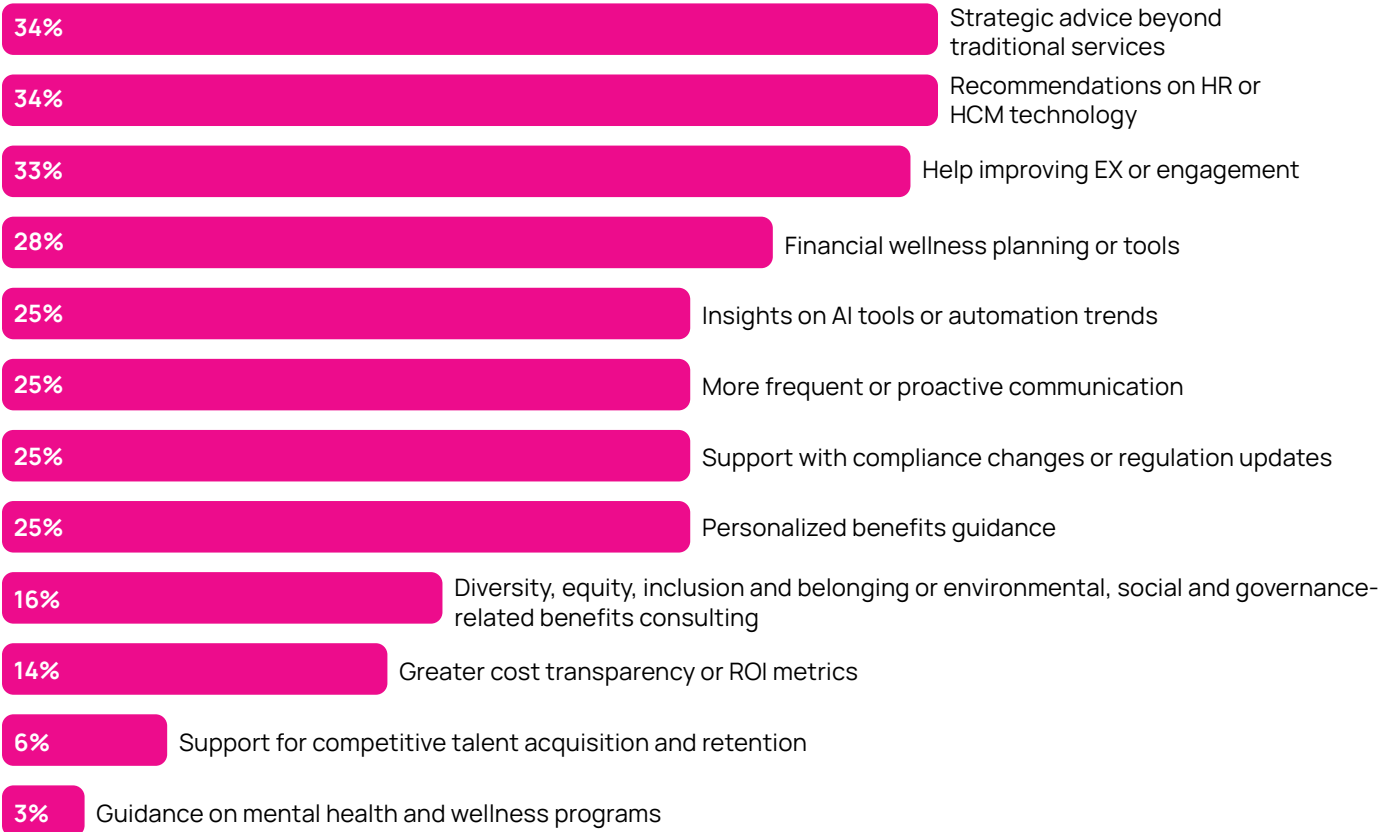 34%
Strategic advice beyond
traditional services
34%
Recommendations on HR or
HCM technology
33%
Help improving EX or engagement
28%
Financial wellness planning or tools
25%
Insights on AI tools or automation trends
25%
More frequent or proactive communication
25%
Support with compliance changes or regulation updates
25%
Personalized benefits guidance
16%
Diversity, equity, inclusion and belonging or environmental, social and governance-
related benefits consulting
14%
Greater cost transparency or ROI metrics
6%
Support for competitive talent acquisition and retention
3%
Guidance on mental health and wellness programs